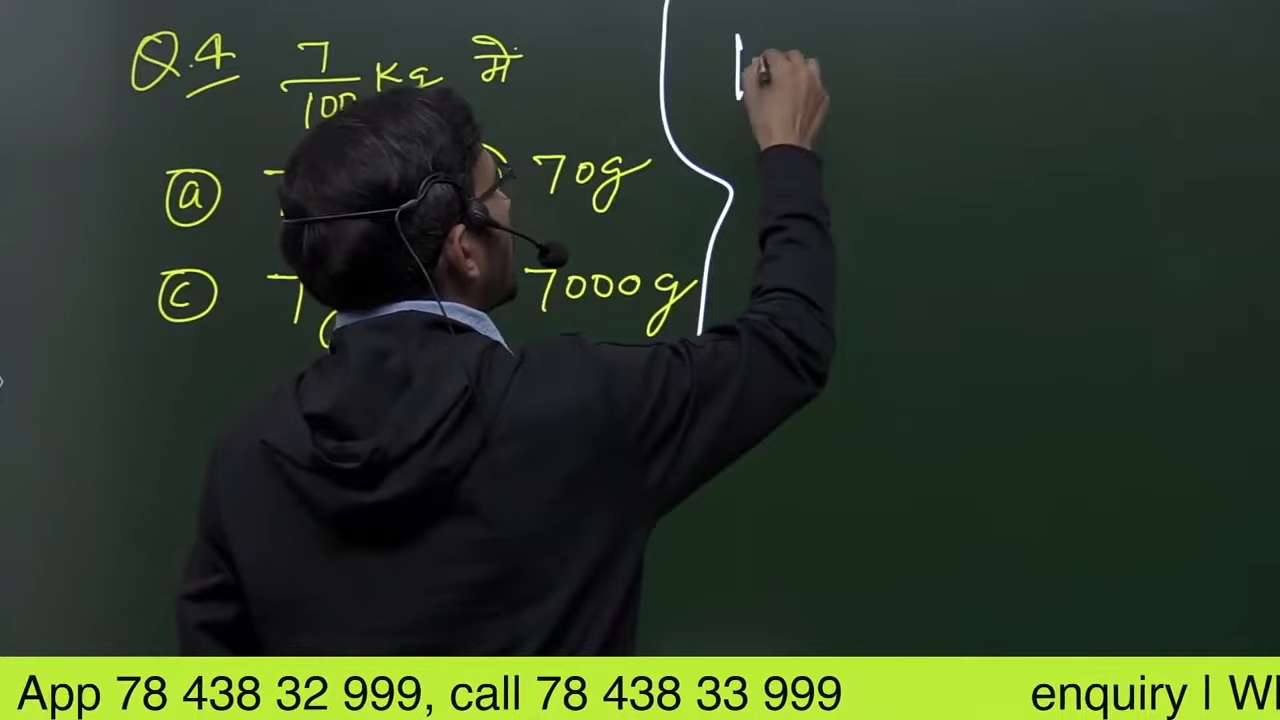 Q.4 7/100 Kg में
(a) 70g
(c) 7000g
App 78 438 32 999, call 78 438 33 999 enquiry